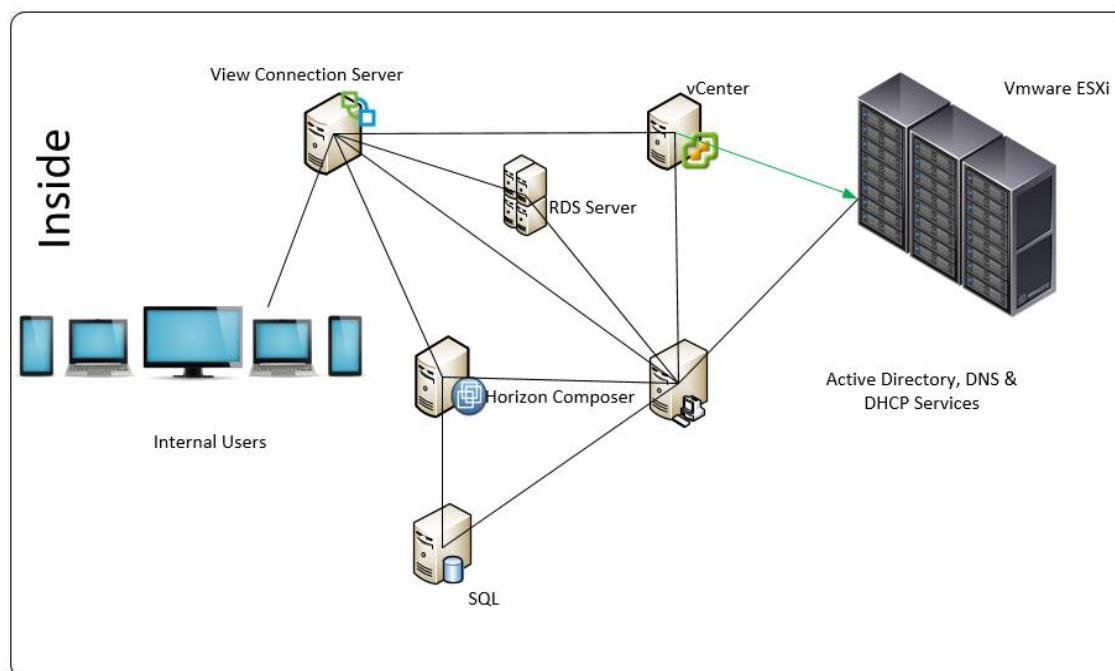 View Connection Server
vCenter
Vmware ESXi
Inside
RDS Server
Horizon Composer
Active Directory, DNS &
DHCP Services
Internal Users
SQL